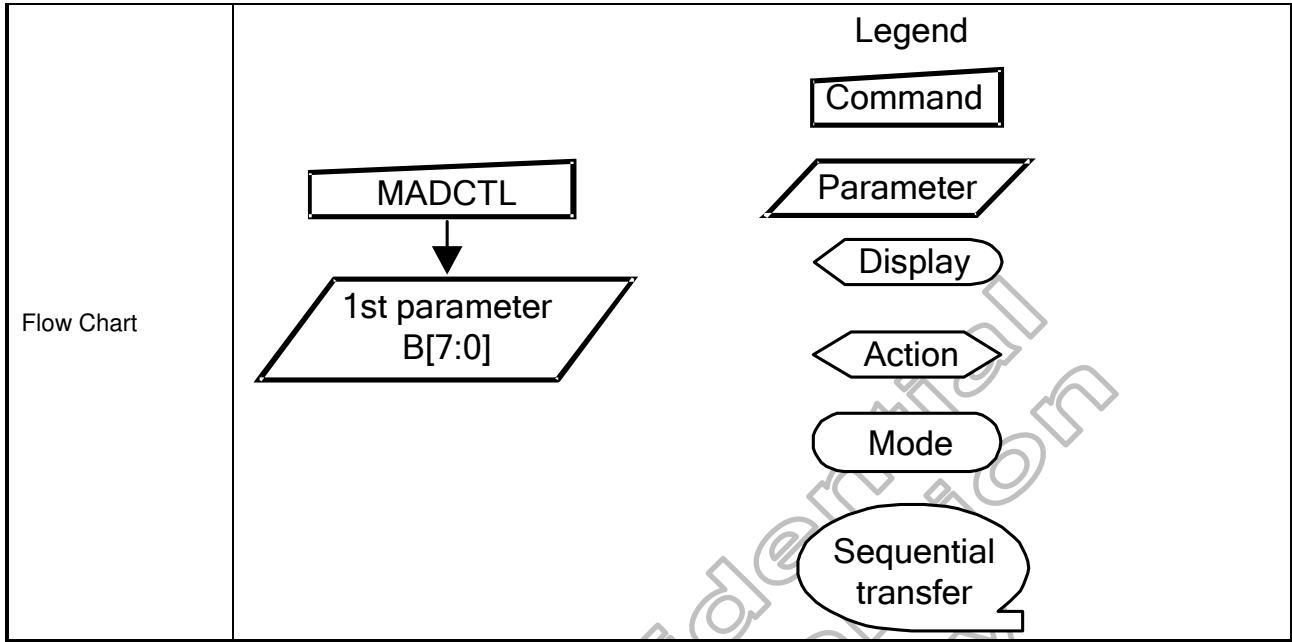 Flow Chart
MADCTL
1st parameter
B[7:0]
Legend
Command
Parameter
Display
Action
Mode
Sequential
transfer